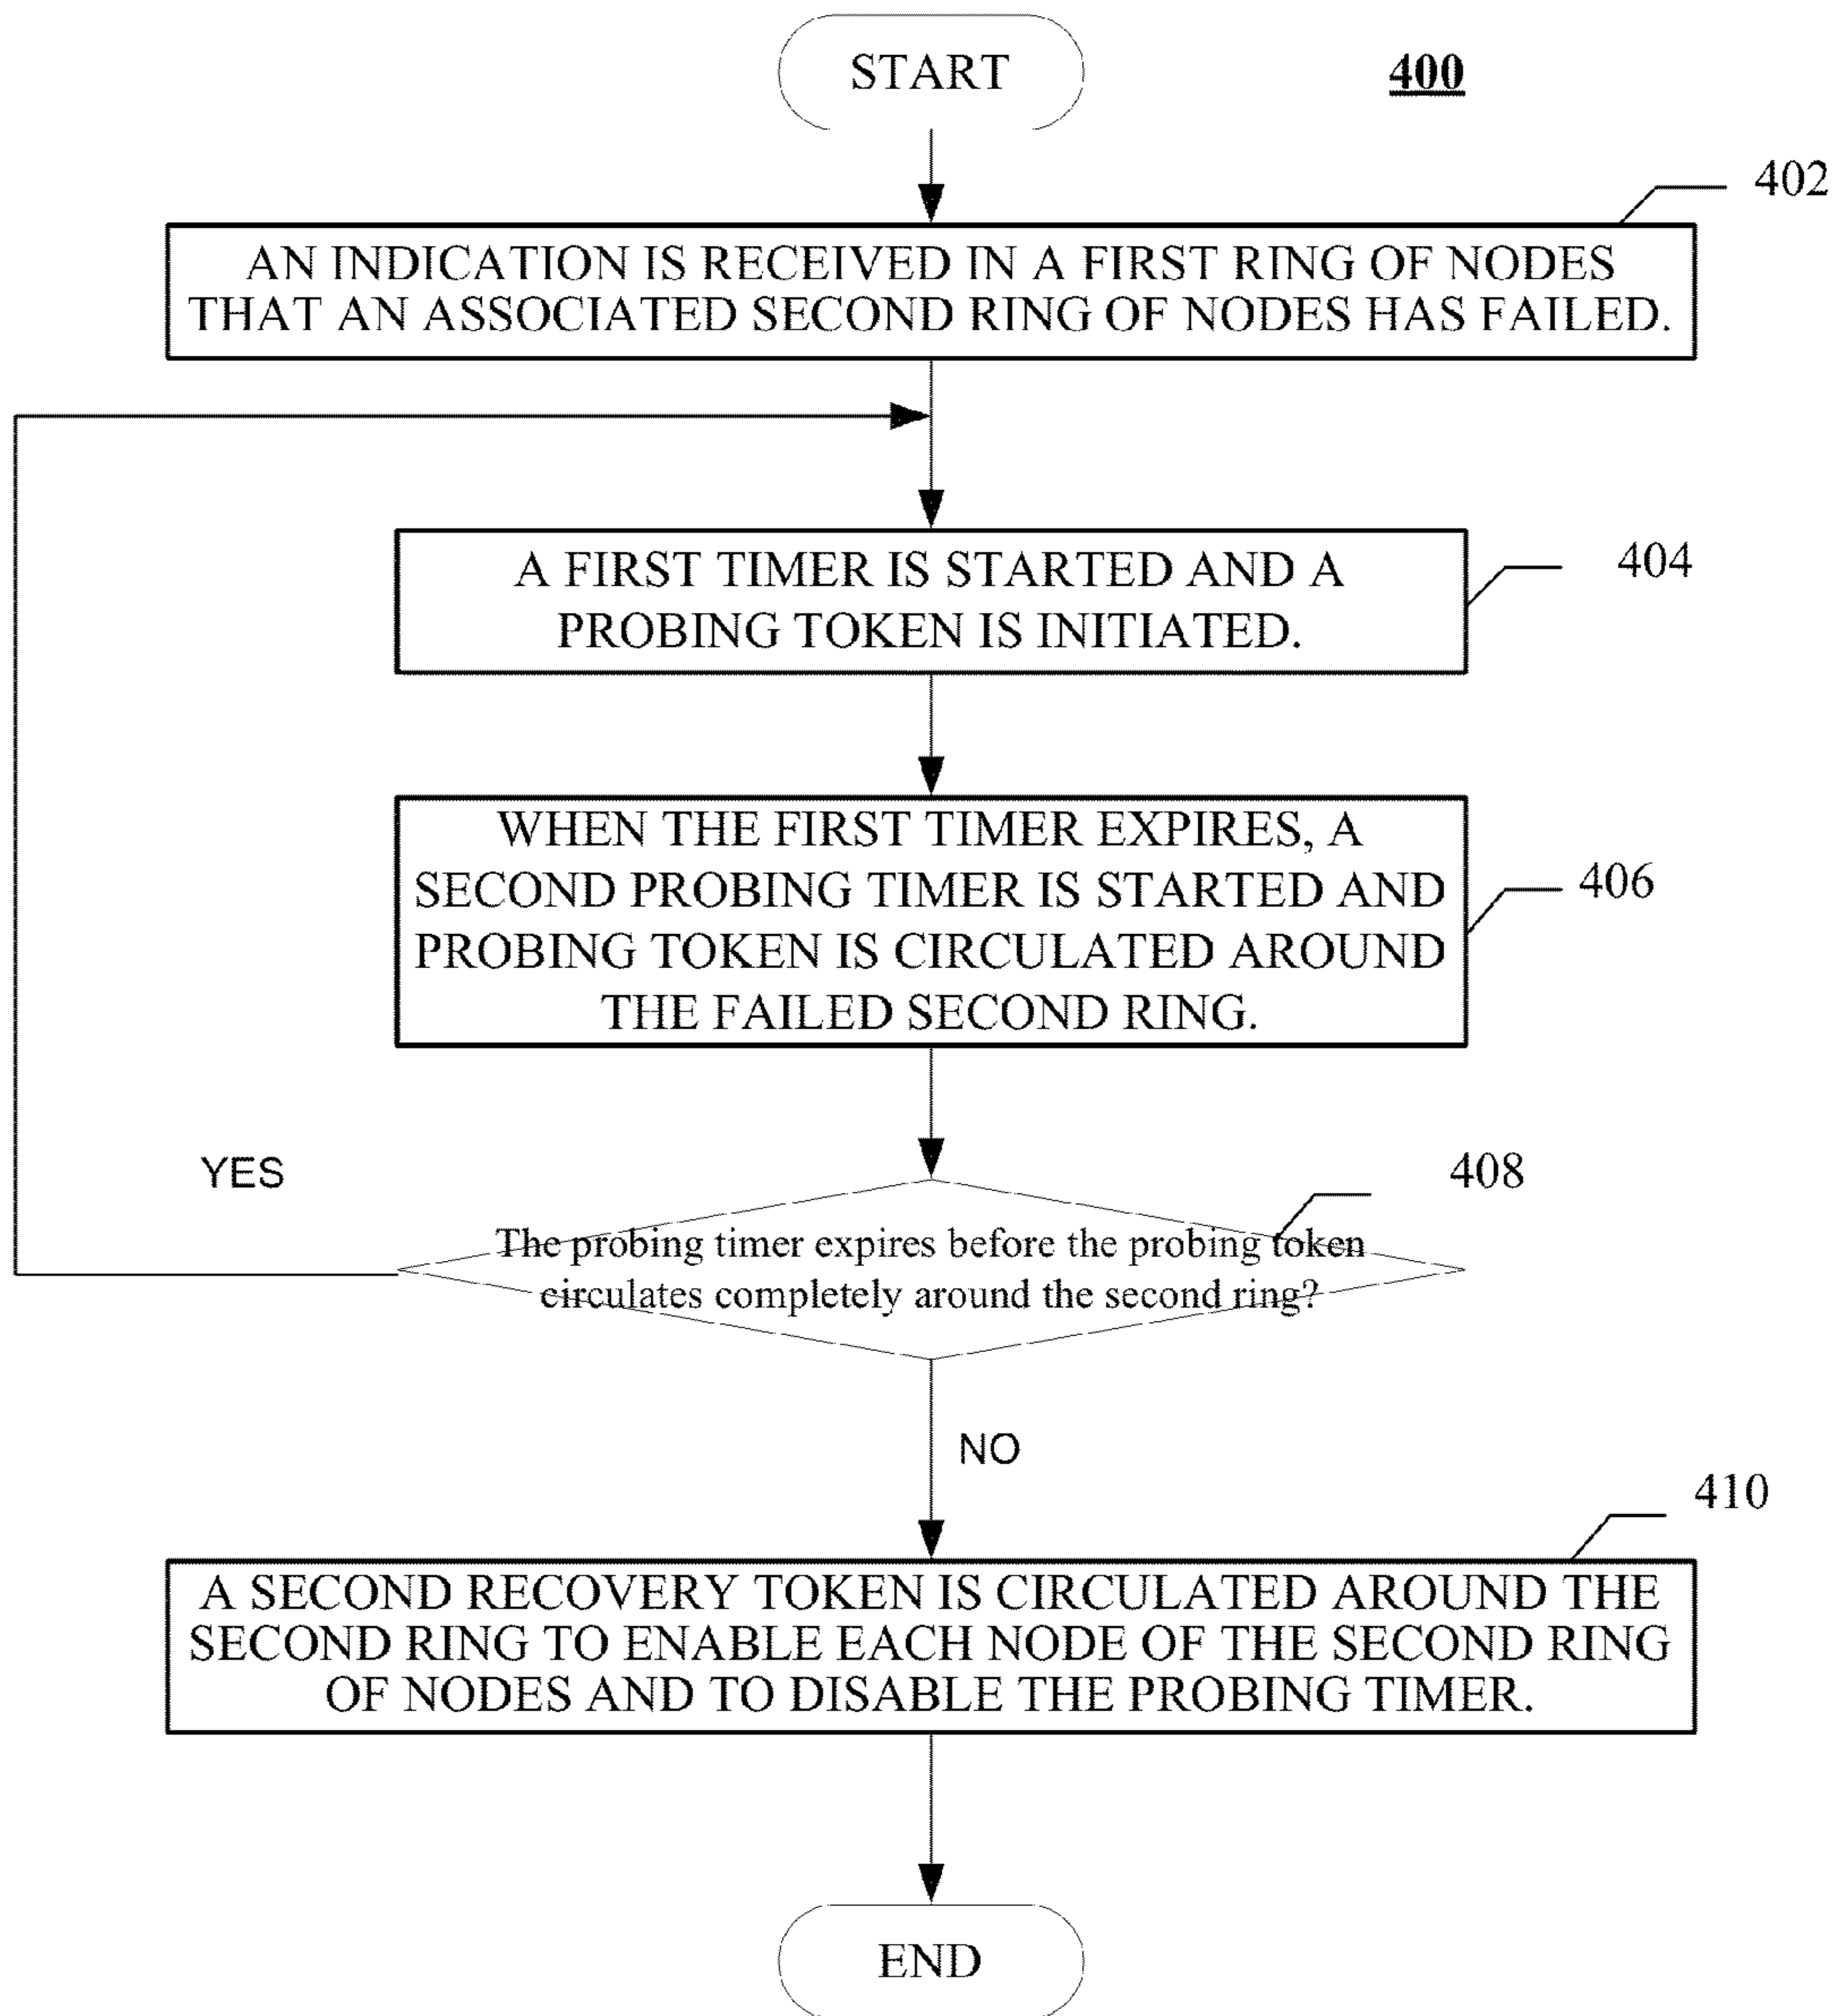 START
400
402
AN INDICATION IS RECEIVED IN A FIRST RING OF NODES
THAT AN ASSOCIATED SECOND RING OF NODES HAS FAILED.
A FIRST TIMER IS STARTED AND A
PROBING TOKEN IS INITIATED.
404
WHEN THE FIRST TIMER EXPIRES, A
SECOND PROBING TIMER IS STARTED AND
PROBING TOKEN IS CIRCULATED AROUND
THE FAILED SECOND RING.
406
YES
408
The probing timer expires before the probing token
circulates completely around the second ring?
NO
410
A SECOND RECOVERY TOKEN IS CIRCULATED AROUND THE
SECOND RING TO ENABLE EACH NODE OF THE SECOND RING
OF NODES AND TO DISABLE THE PROBING TIMER.
END